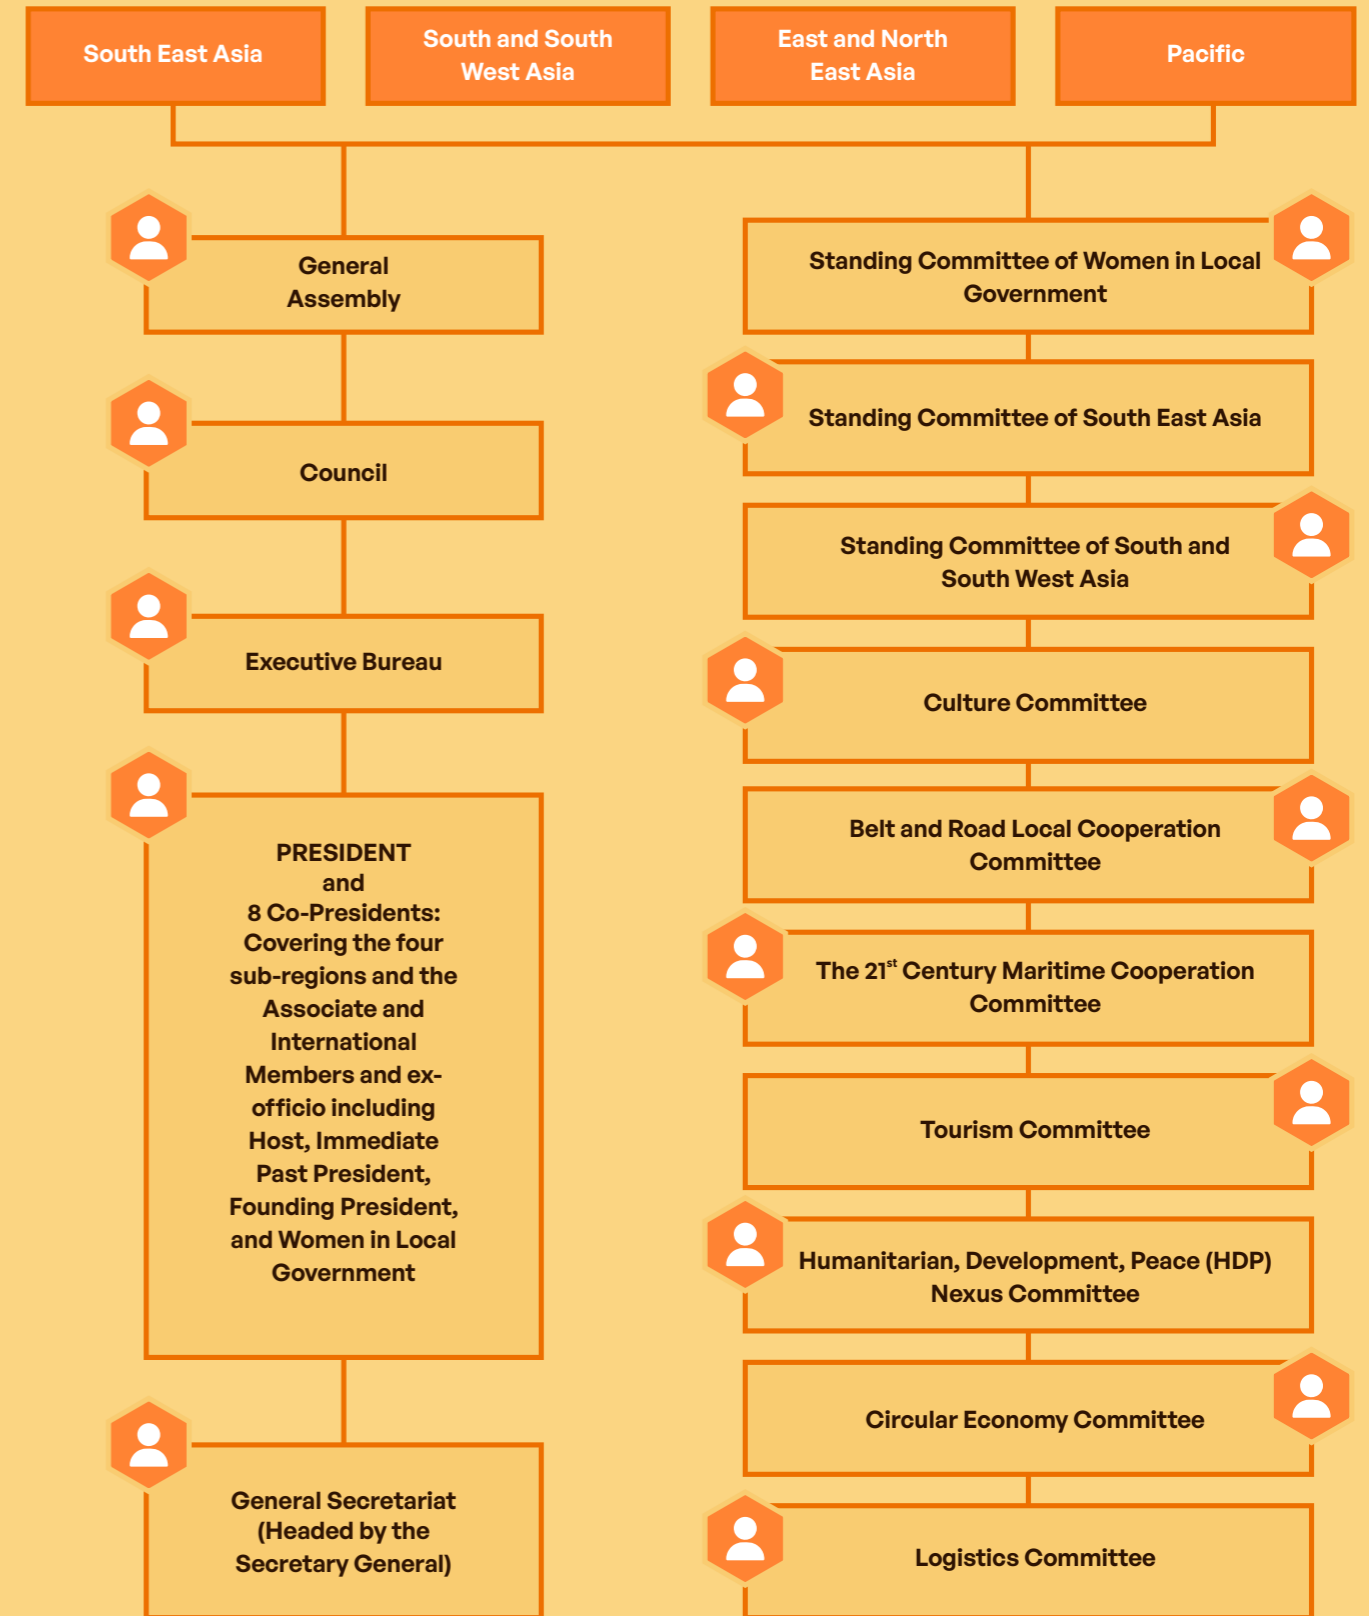 South East Asia
South and South
West Asia
East and North
East Asia
Pacific
General
Assembly
Council
Executive Bureau
PRESIDENT
and
8 Co-Presidents:
Covering the four
sub-regions and the
Associate and
International
Members and ex-
officio including
Host, Immediate
Past President,
Founding President,
and Women in Local
Government
General Secretariat
(Headed by the
Secretary General)
Standing Committee of Women in Local
Government
Standing Committee of South East Asia
Standing Committee of South and
South West Asia
Culture Committee
Belt and Road Local Cooperation
Committee
The 21st Century Maritime Cooperation
Committee
Tourism Committee
Humanitarian, Development, Peace (HDP)
Nexus Committee
Circular Economy Committee
Logistics Committee